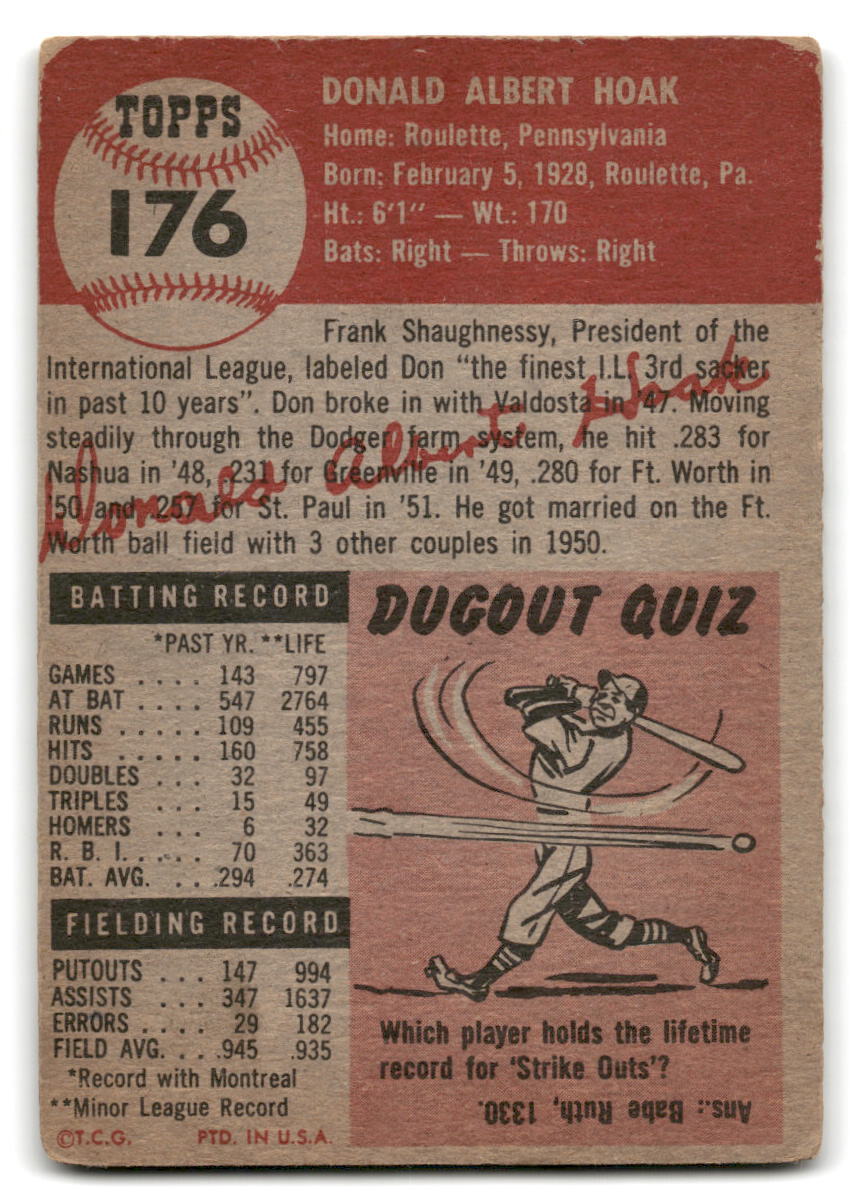 TOPPS
176
DONALD ALBERT HOAK
Home: Roulette, Pennsylvania
Born: February 5, 1928, Roulette, Pa.
Ht.: 6'1" — Wt.: 170
Bats: Right — Throws: Right
Frank Shaughnessy, President of the
International League, labeled Don "the finest I.L. 3rd sacker
in past 10 years". Don broke in with Valdosta in '47. Moving
steadily through the Dodger farm system, he hit .283 for
Nashua in '48, .231 for Greenville in '49, .280 for Ft. Worth in
'50 and .257 for St. Paul in '51. He got married on the Ft.
Worth ball field with 3 other couples in 1950.
Donald Albert Hoak
BATTING RECORD
*PAST YR. **LIFE
GAMES .... 143 797
AT BAT .... 547 2764
RUNS ..... 109 455
HITS ..... 160 758
DOUBLES ... 32 97
TRIPLES ... 15 49
HOMERS ... 6 32
R. B. I. .... 70 363
BAT. AVG. ... .294 .274
FIELDING RECORD
PUTOUTS ... 147 994
ASSISTS ... 347 1637
ERRORS .... 29 182
FIELD AVG. ... .945 .935
*Record with Montreal
**Minor League Record
©T.C.G. PTD. IN U.S.A.
DUGOUT QUIZ
Which player holds the lifetime
record for 'Strike Outs'?
Ans.: Babe Ruth, 1330.